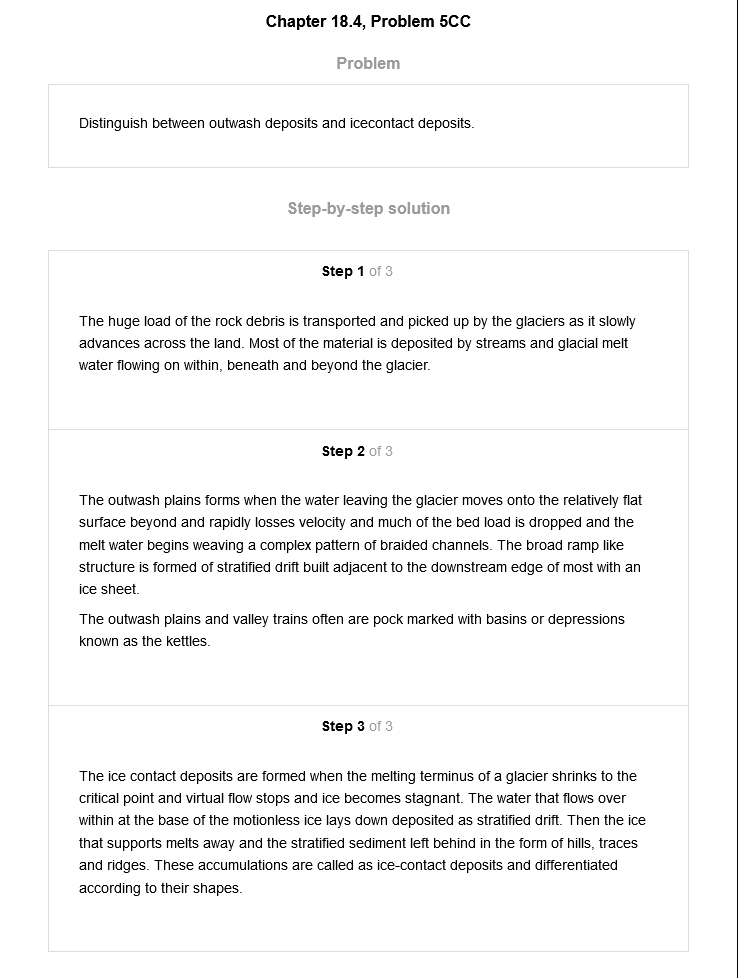 Chapter 18.4, Problem 5CC
Problem
Distinguish between outwash deposits and icecontact deposits.
Step-by-step solution
Step 1 of 3
The huge load of the rock debris is transported and picked up by the glaciers as it slowly
advances across the land. Most of the material is deposited by streams and glacial melt
water flowing on within, beneath and beyond the glacier.
Step 2 of 3
The outwash plains forms when the water leaving the glacier moves onto the relatively flat
surface beyond and rapidly losses velocity and much of the bed load is dropped and the
melt water begins weaving a complex pattern of braided channels. The broad ramp like
structure is formed of stratified drift built adjacent to the downstream edge of most with an
ice sheet.
The outwash plains and valley trains often are pock marked with basins or depressions
known as the kettles.
Step 3 of 3
The ice contact deposits are formed when the melting terminus of a glacier shrinks to the
critical point and virtual flow stops and ice becomes stagnant. The water that flows over
within at the base of the motionless ice lays down deposited as stratified drift. Then the ice
that supports melts away and the stratified sediment left behind in the form of hills, traces
and ridges. These accumulations are called as ice-contact deposits and differentiated
according to their shapes.